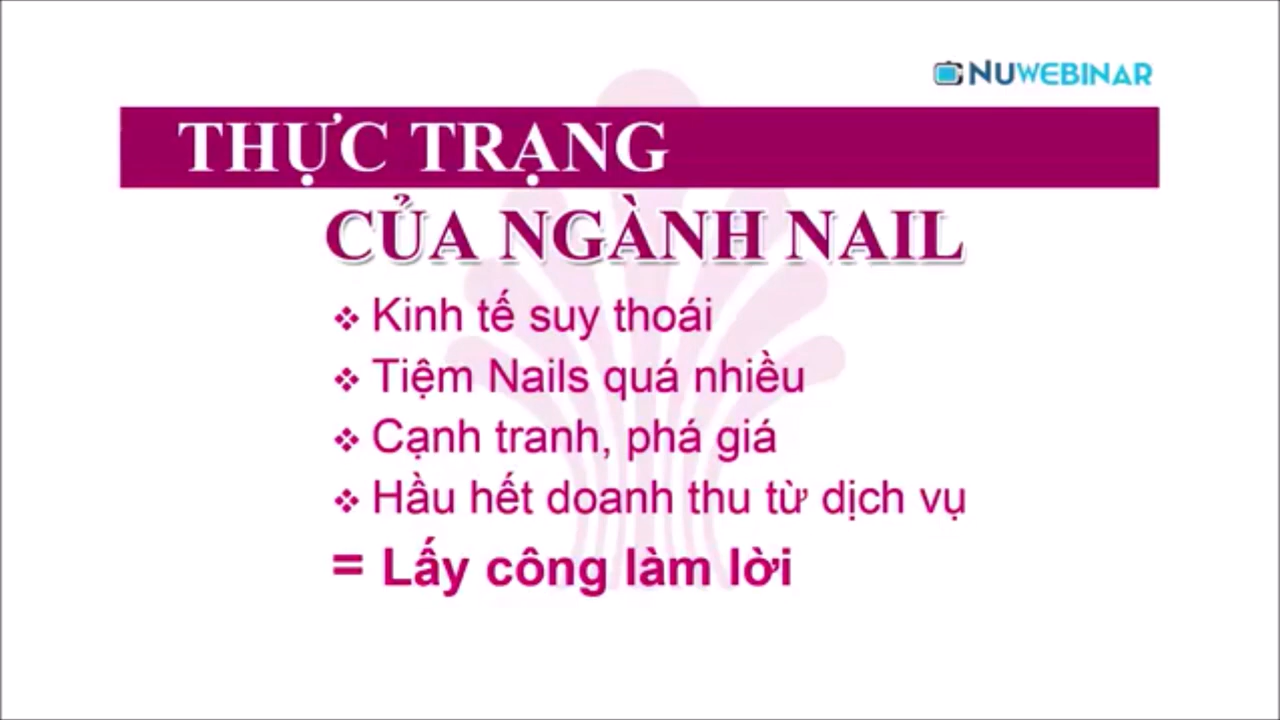 NUWEBINAR
THỰC TRẠNG
CỦA NGÀNH NAIL
❖ Kinh tế suy thoái
❖ Tiệm Nails quá nhiều
❖ Cạnh tranh, phá giá
❖ Hầu hết doanh thu từ dịch vụ
= Lấy công làm lời